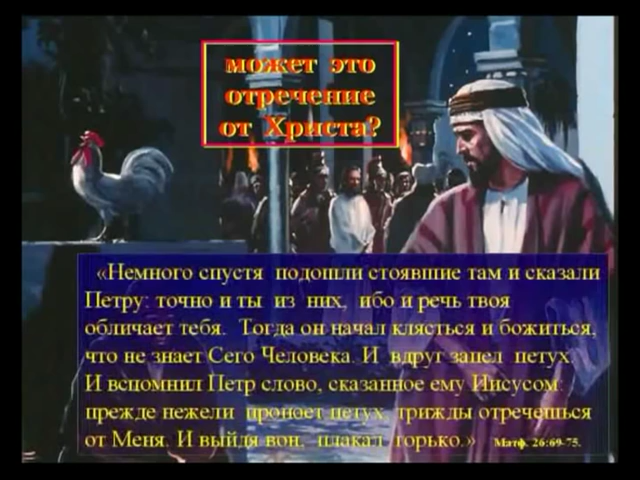 может это
отречение
от Христа?
«Немного спустя подошли стоявшие там и сказали
Петру: точно и ты из них, ибо и речь твоя
обличает тебя. Тогда он начал клясться и божиться,
что не знает Сего Человека. И вдруг запел петух.
И вспомнил Петр слово, сказанное ему Иисусом:
прежде нежели пропоет петух, трижды отречешься
от Меня. И выйдя вон, плакал горько.» Матф. 26:69-75.